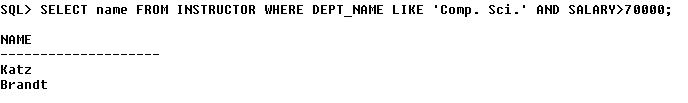 SQL> SELECT name FROM INSTRUCTOR WHERE DEPT_NAME LIKE 'Comp. Sci.' AND SALARY>70000;
NAME
--------------------
Katz
Brandt